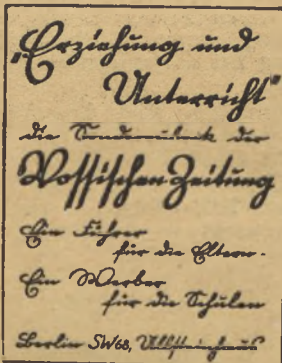 „Erziehung und
Unterricht"
die Sonderrubrik der
Vossischen Zeitung
Ein Führer
für die Eltern.
Ein Werber
für die Schulen
Berlin SW68, Ullsteinhaus